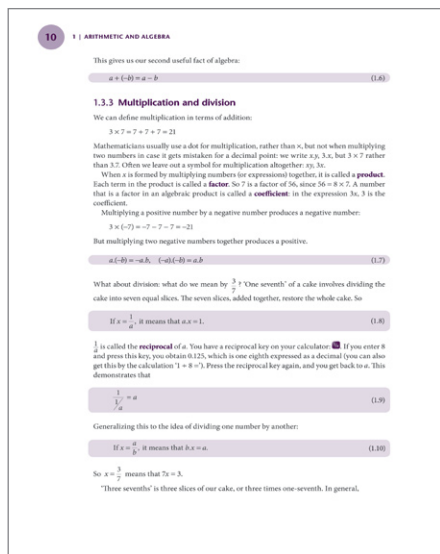 10
1 | ARITHMETIC AND ALGEBRA
This gives us our second useful fact of algebra:
a + (−b) = a − b (1.6)
1.3.3 Multiplication and division
We can define multiplication in terms of addition:
3 × 7 = 7 + 7 + 7 = 21
Mathematicians usually use a dot for multiplication, rather than ×, but not when multiplying
two numbers in case it gets mistaken for a decimal point: we write x.y, 3.x, but 3 × 7 rather
than 3.7. Often we leave out a symbol for multiplication altogether: xy, 3x.
When x is formed by multiplying numbers (or expressions) together, it is called a product.
Each term in the product is called a factor. So 7 is a factor of 56, since 56 = 8 × 7. A number
that is a factor in an algebraic product is called a coefficient: in the expression 3x, 3 is the
coefficient.
Multiplying a positive number by a negative number produces a negative number:
3 × (−7) = −7 − 7 − 7 = −21
But multiplying two negative numbers together produces a positive.
a.(−b) = −a.b, (−a).(−b) = a.b (1.7)
What about division: what do we mean by 3/7 ? 'One seventh' of a cake involves dividing the
cake into seven equal slices. The seven slices, added together, restore the whole cake. So
If x = 1/a, it means that a.x = 1. (1.8)
1/a is called the reciprocal of a. You have a reciprocal key on your calculator: . If you enter 8
and press this key, you obtain 0.125, which is one eighth expressed as a decimal (you can also
get this by the calculation '1 ÷ 8 ='). Press the reciprocal key again, and you get back to a. This
demonstrates that
1/(1/a) = a (1.9)
Generalizing this to the idea of dividing one number by another:
If x = a/b, it means that b.x = a. (1.10)
So x = 3/7 means that 7x = 3.
'Three sevenths' is three slices of our cake, or three times one-seventh. In general,